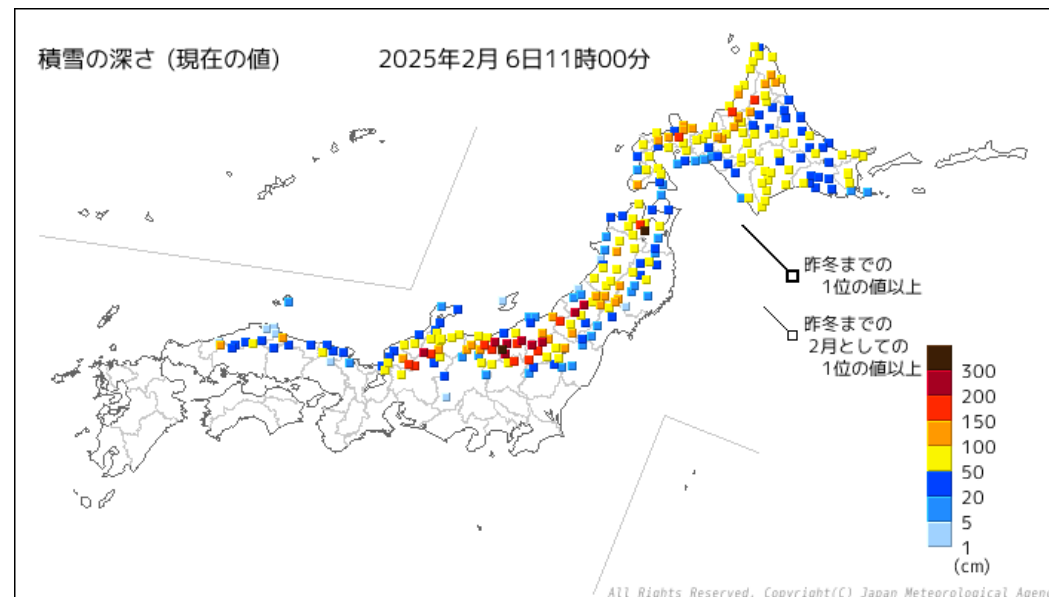 積雪の深さ (現在の値)
2025年2月 6日11時00分
昨冬までの
1位の値以上
昨冬までの
2月としての
1位の値以上
300
200
150
100
50
20
5
1
(cm)
All Rights Reserved. Copyright(C) Japan Meteorological Agenc